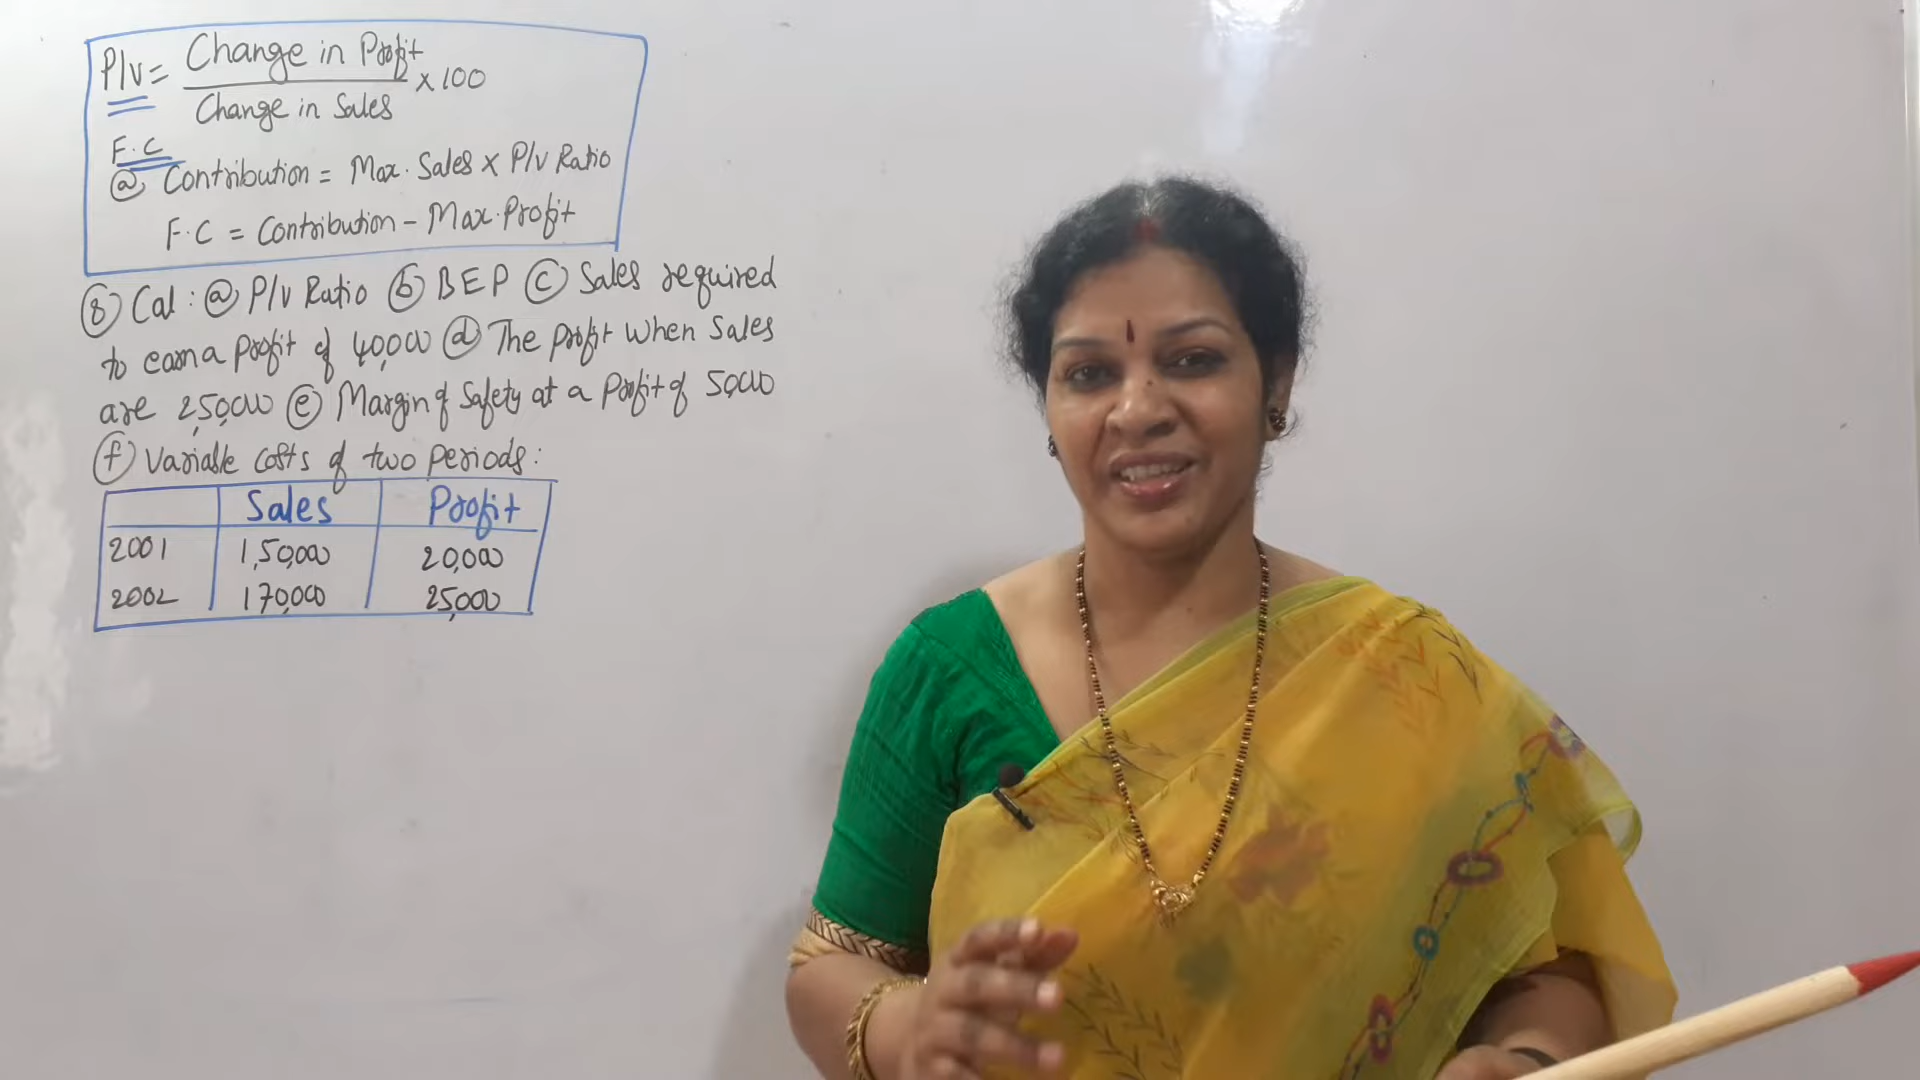 P/V = Change in Profit / Change in Sales × 100
F.C
ⓐ Contribution = Max. Sales × P/V Ratio
F.C = Contribution - Max. Profit
⑧ Cal: ⓐ P/V Ratio ⓑ BEP ⓒ Sales required
to earn a profit of 40,000 ⓓ The profit when Sales
are 2,50,000 ⓔ Margin of Safety at a Profit of 50,000
ⓕ Variable costs of two periods:
Sales Profit
2001 1,50,000 20,000
2002 170,000 25,000